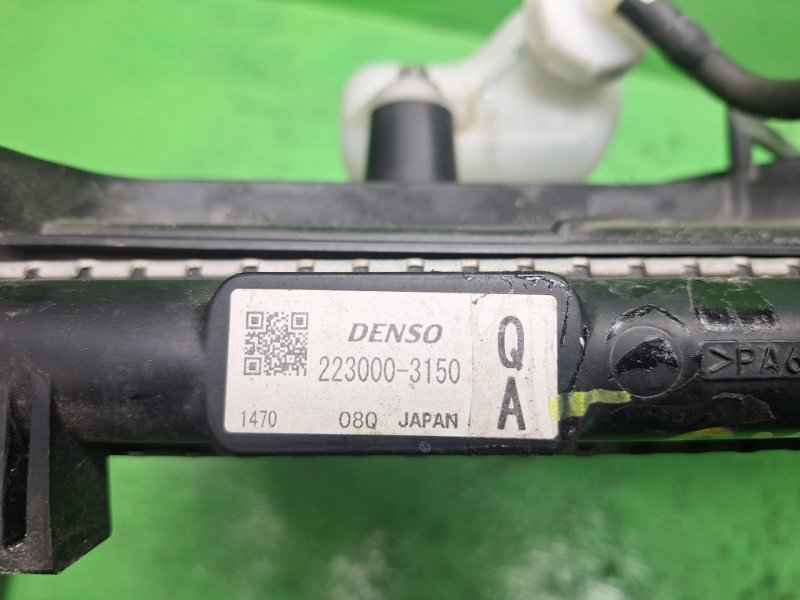 DENSO
223000-3150
1470 08Q JAPAN
Q
A
>PA6